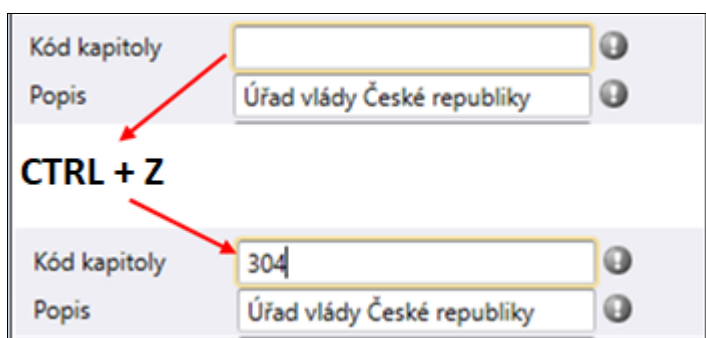 Kód kapitoly
Popis Úřad vlády České republiky
CTRL + Z
Kód kapitoly 304
Popis Úřad vlády České republiky